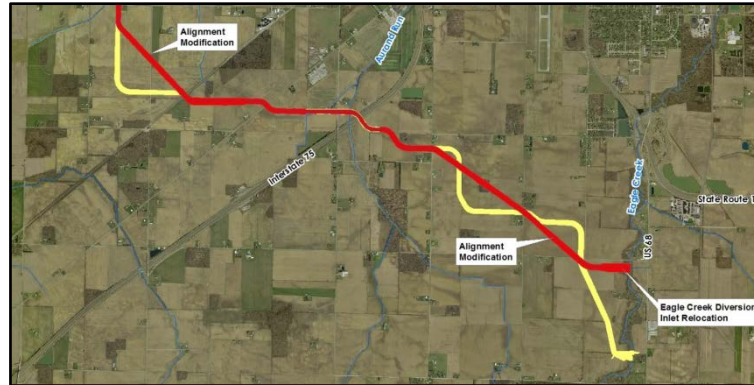 Alignment
Modification
Aurand Run
Interstate 75
Eagle Creek
State Route 1
US 68
Alignment
Modification
Eagle Creek Diversion
Inlet Relocation